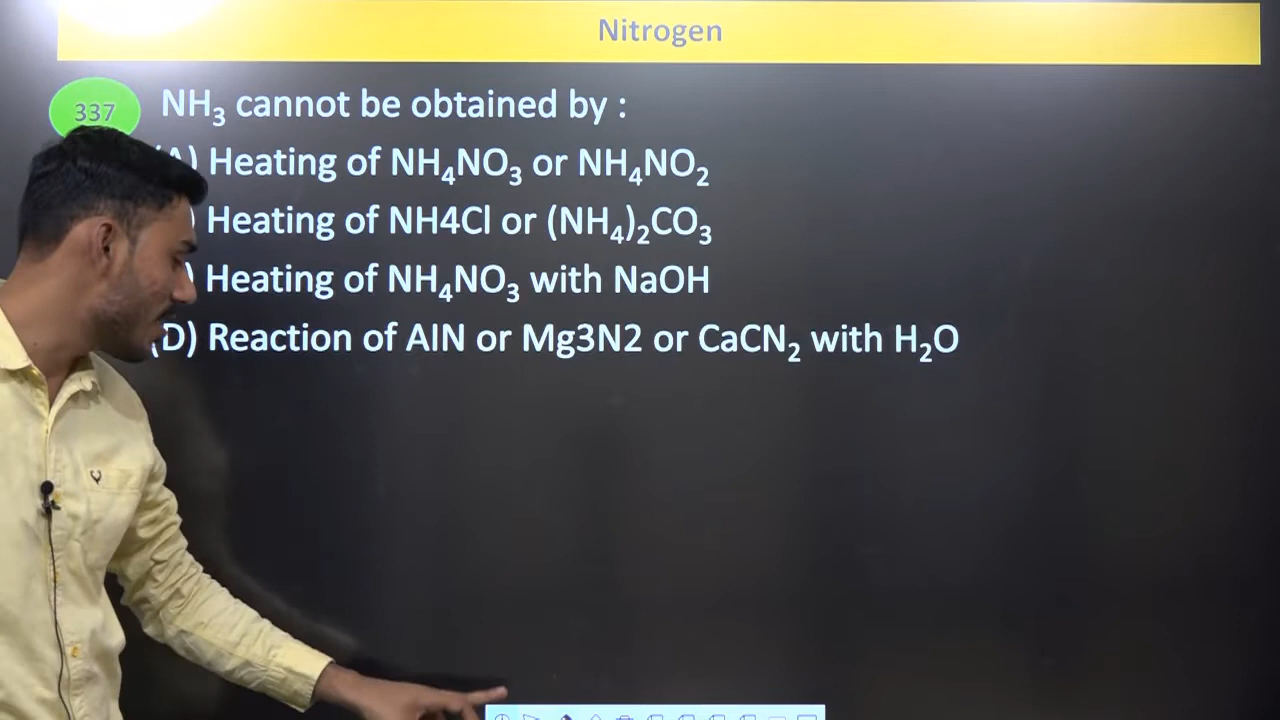 Nitrogen
337 NH₃ cannot be obtained by :
(A) Heating of NH₄NO₃ or NH₄NO₂
) Heating of NH4Cl or (NH₄)₂CO₃
) Heating of NH₄NO₃ with NaOH
(D) Reaction of AlN or Mg3N2 or CaCN₂ with H₂O